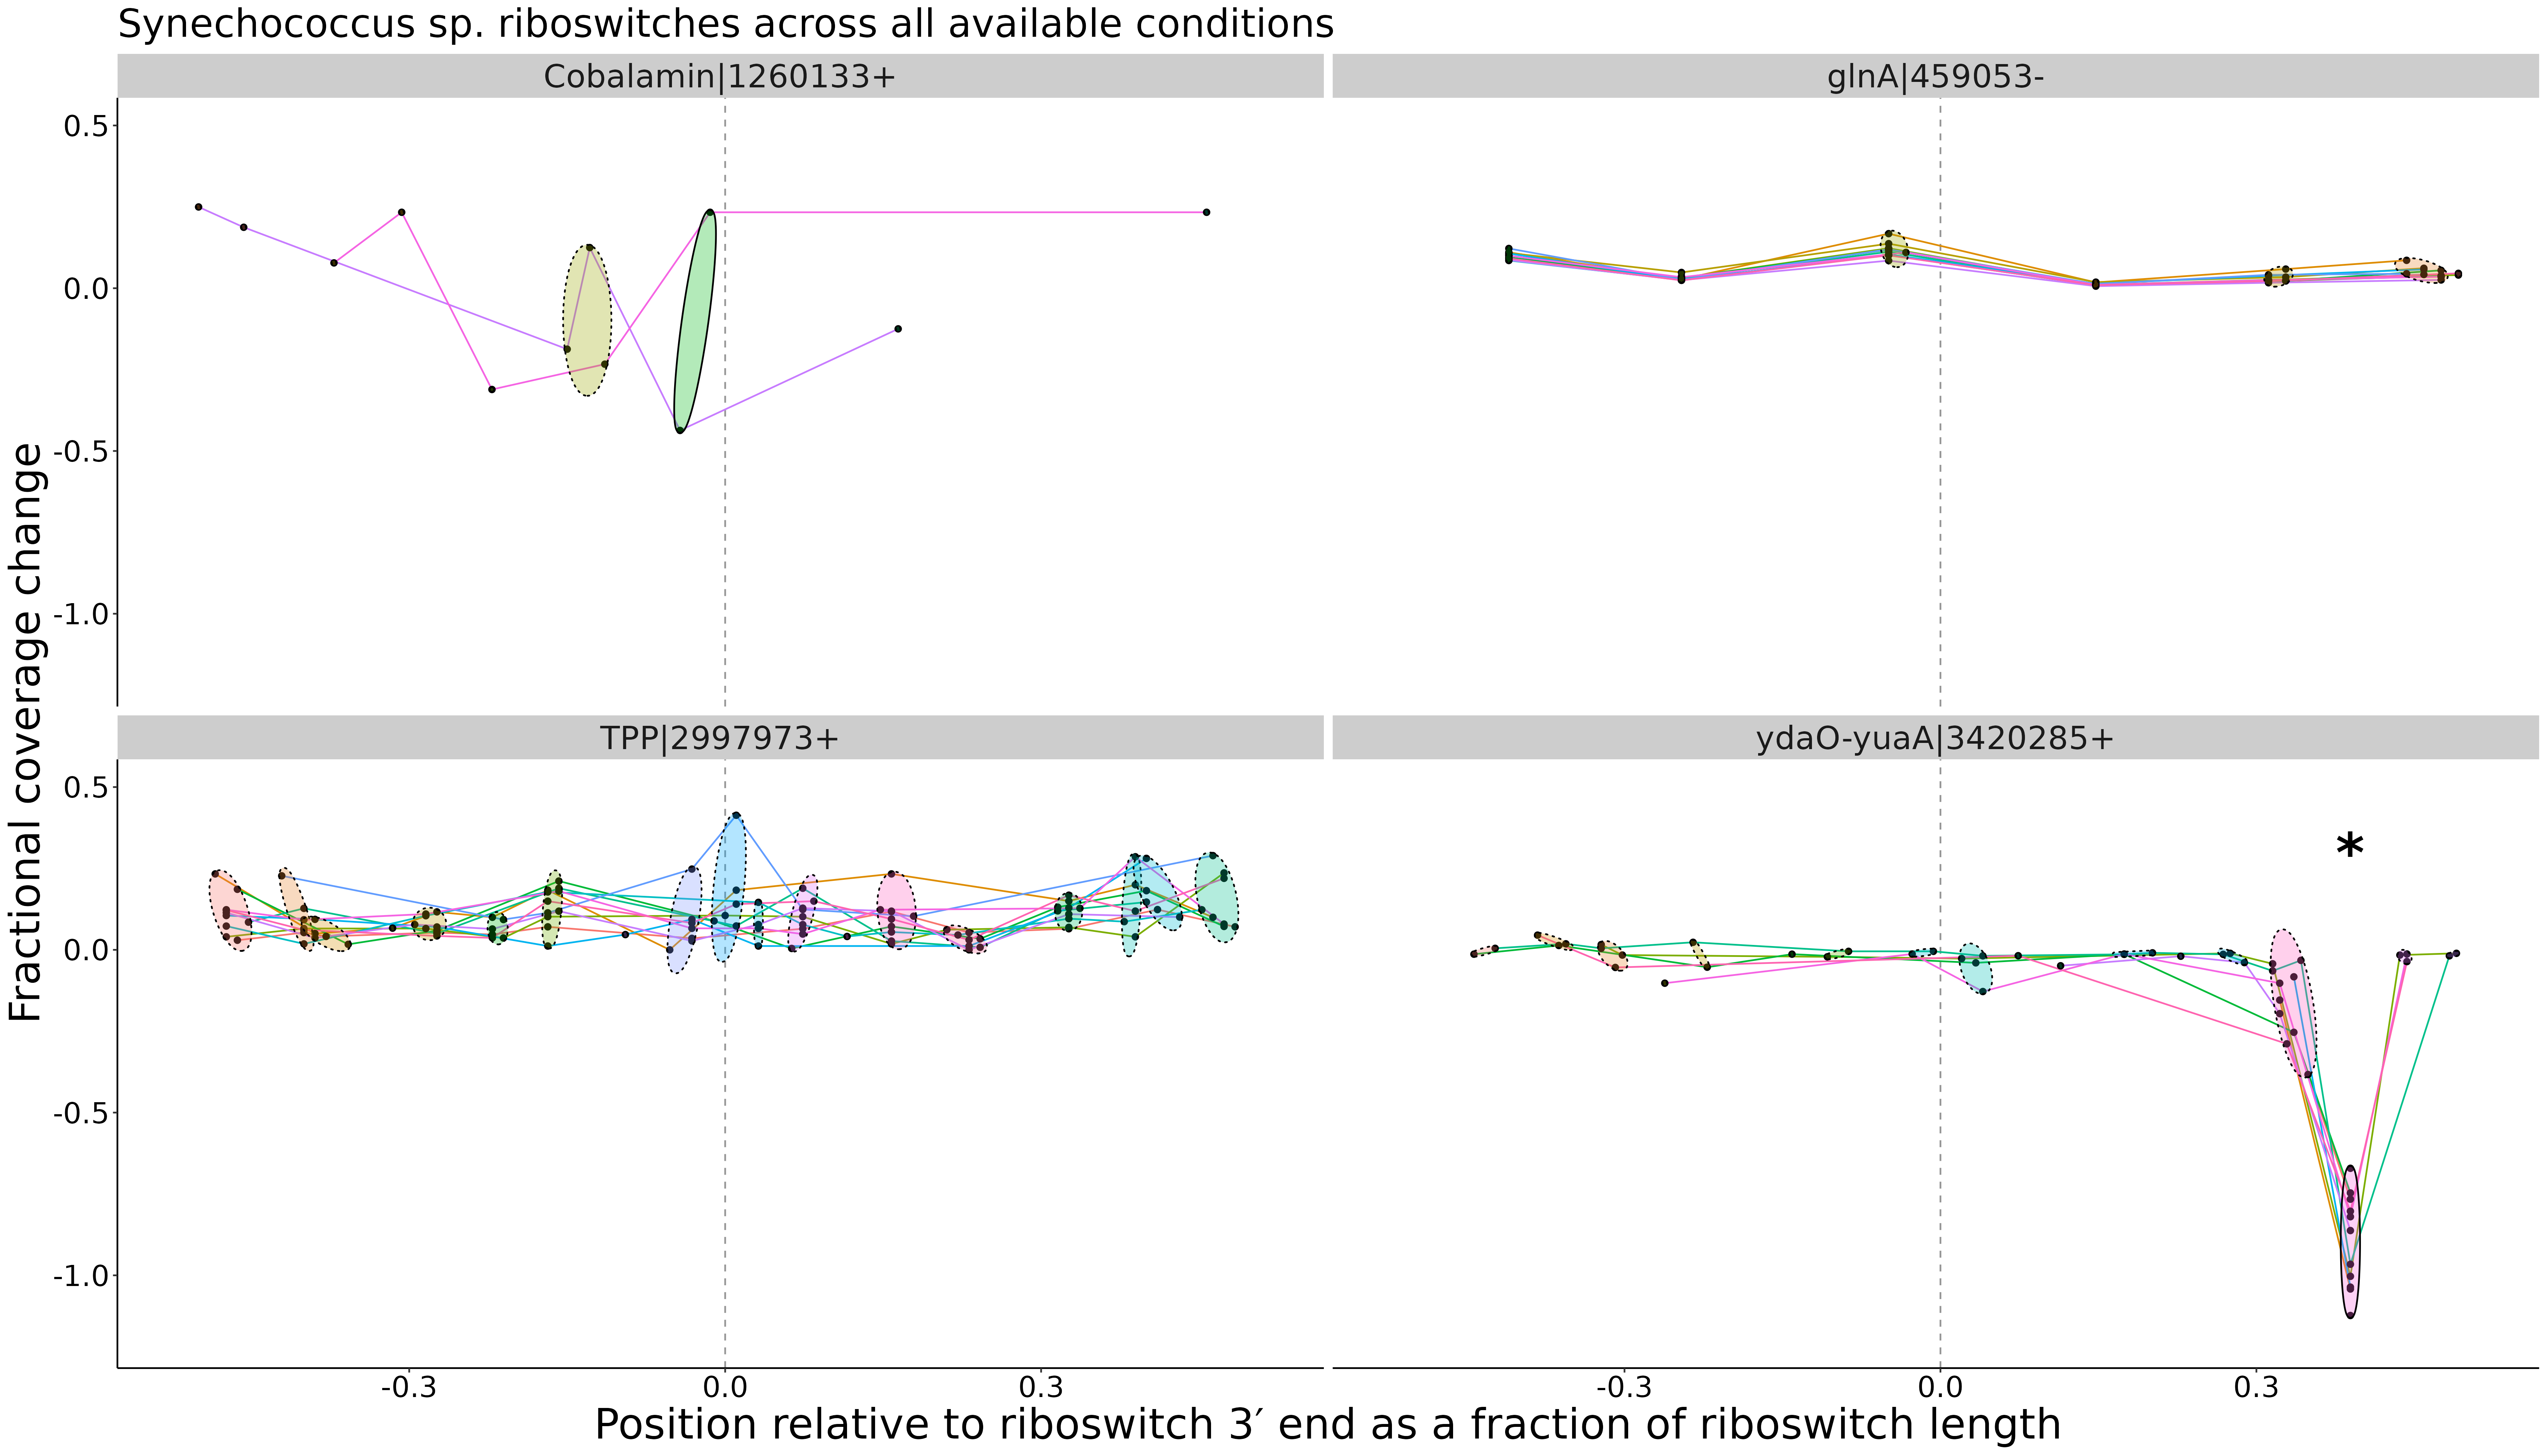 Synechococcus sp. riboswitches across all available conditions
Cobalamin|1260133+
glnA|459053-
0.5
0.0
-0.5
-1.0
TPP|2997973+
ydaO-yuaA|3420285+
0.5
0.0
-0.5
-1.0
*
-0.3
0.0
0.3
-0.3
0.0
0.3
Fractional coverage change
Position relative to riboswitch 3′ end as a fraction of riboswitch length